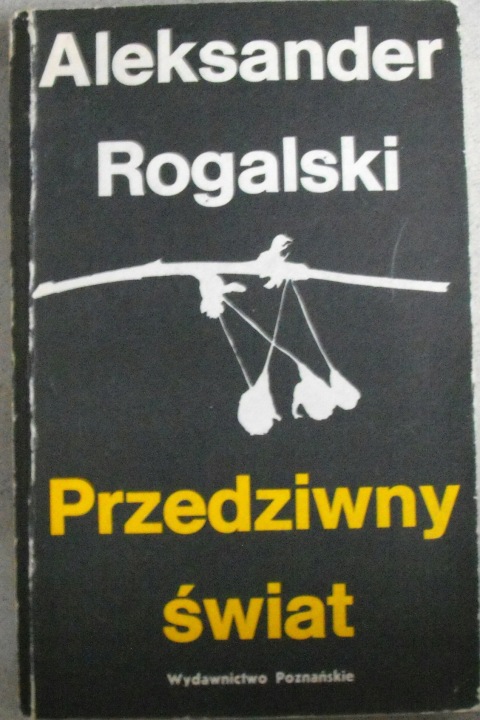 Aleksander
Rogalski
Przedziwny
świat
Wydawnictwo Poznańskie